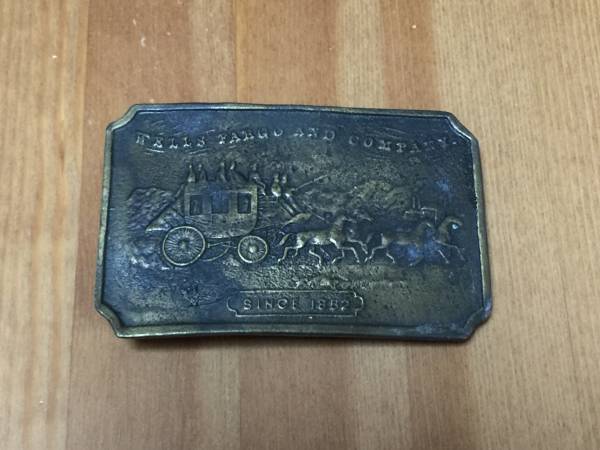 WELLS FARGO AND COMPANY
SINCE 1852